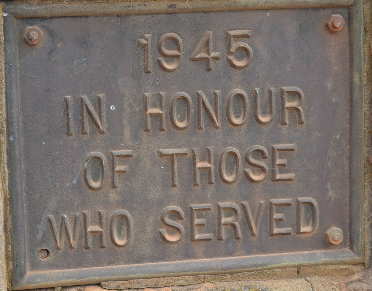 1945
IN HONOUR
OF THOSE
WHO SERVED